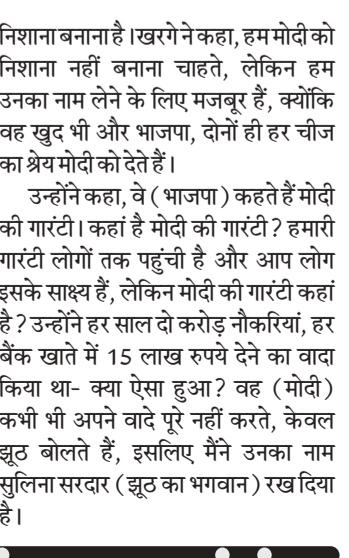 निशाना बनाना है। खरगे ने कहा, हम मोदी को
निशाना नहीं बनाना चाहते, लेकिन हम
उनका नाम लेने के लिए मजबूर हैं, क्योंकि
वह खुद भी और भाजपा, दोनों ही हर चीज
का श्रेय मोदी को देते हैं।
उन्होंने कहा, वे (भाजपा) कहते हैं मोदी
की गारंटी। कहां है मोदी की गारंटी? हमारी
गारंटी लोगों तक पहुंची है और आप लोग
इसके साक्ष्य हैं, लेकिन मोदी की गारंटी कहां
है? उन्होंने हर साल दो करोड़ नौकरियां, हर
बैंक खाते में 15 लाख रुपये देने का वादा
किया था- क्या ऐसा हुआ? वह (मोदी)
कभी भी अपने वादे पूरे नहीं करते, केवल
झूठ बोलते हैं, इसलिए मैंने उनका नाम
सुलिना सरदार (झूठ का भगवान) रख दिया
है।